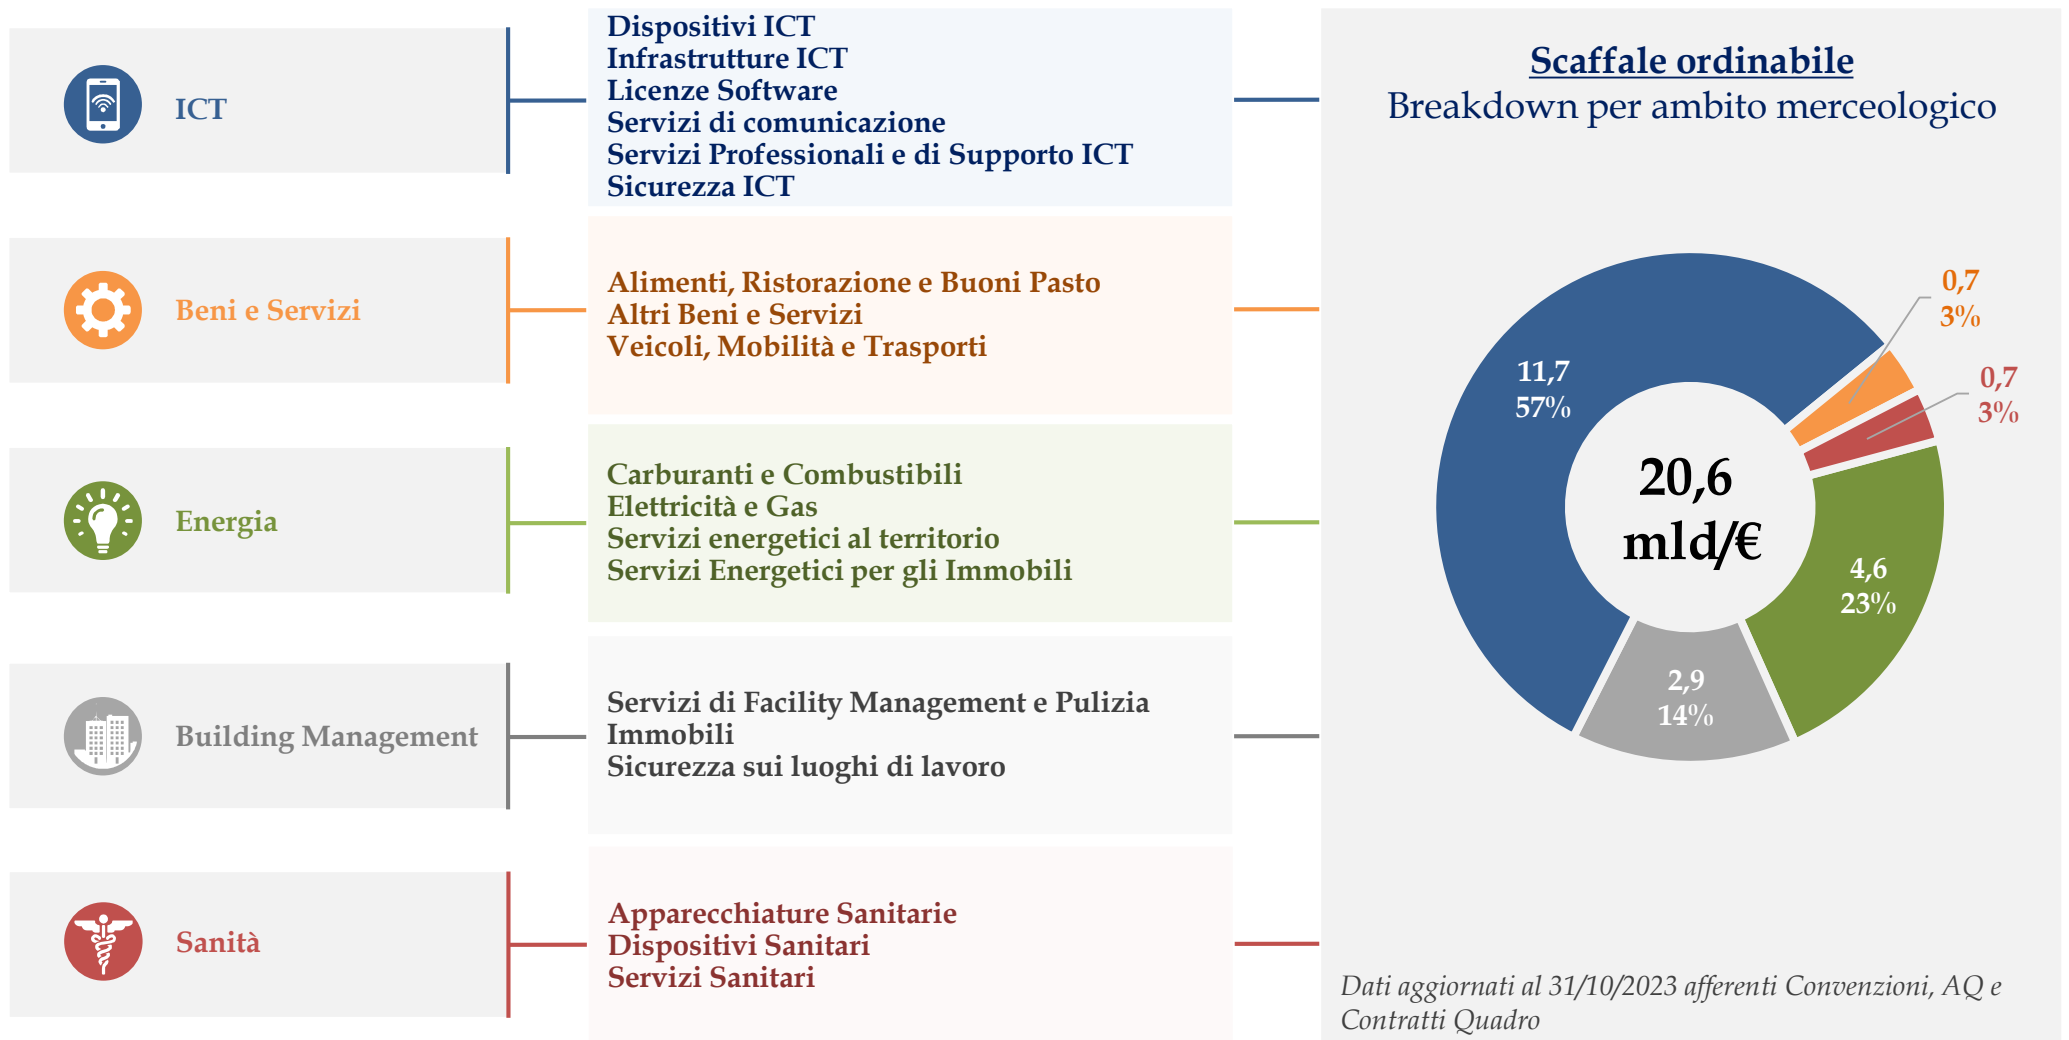 ICT
Dispositivi ICT
Infrastrutture ICT
Licenze Software
Servizi di comunicazione
Servizi Professionali e di Supporto ICT
Sicurezza ICT
Beni e Servizi
Alimenti, Ristorazione e Buoni Pasto
Altri Beni e Servizi
Veicoli, Mobilità e Trasporti
Energia
Carburanti e Combustibili
Elettricità e Gas
Servizi energetici al territorio
Servizi Energetici per gli Immobili
Building Management
Servizi di Facility Management e Pulizia
Immobili
Sicurezza sui luoghi di lavoro
Sanità
Apparecchiature Sanitarie
Dispositivi Sanitari
Servizi Sanitari
Scaffale ordinabile
Breakdown per ambito merceologico
0,7
3%
0,7
3%
11,7
57%
20,6
mld/€
4,6
23%
2,9
14%
Dati aggiornati al 31/10/2023 afferenti Convenzioni, AQ e
Contratti Quadro